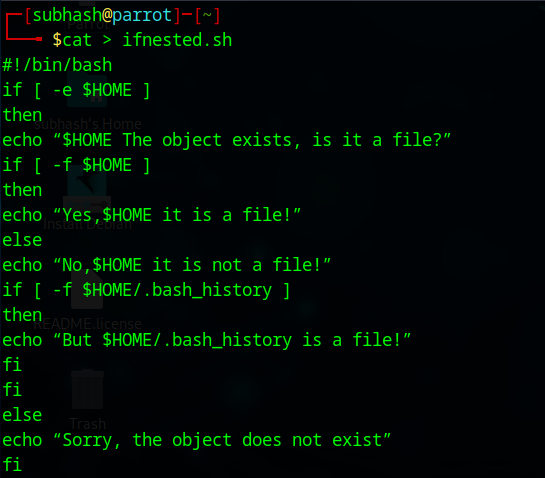 ┌─[subhash@parrot]─[~]
└──╼ $cat > ifnested.sh
#!/bin/bash
if [ -e $HOME ]
then
echo “$HOME The object exists, is it a file?”
if [ -f $HOME ]
then
echo “Yes,$HOME it is a file!”
else
echo “No,$HOME it is not a file!”
if [ -f $HOME/.bash_history ]
then
echo “But $HOME/.bash_history is a file!”
fi
fi
else
echo “Sorry, the object does not exist”
fi
subhash's Home
Install Debian
README.license
Trash